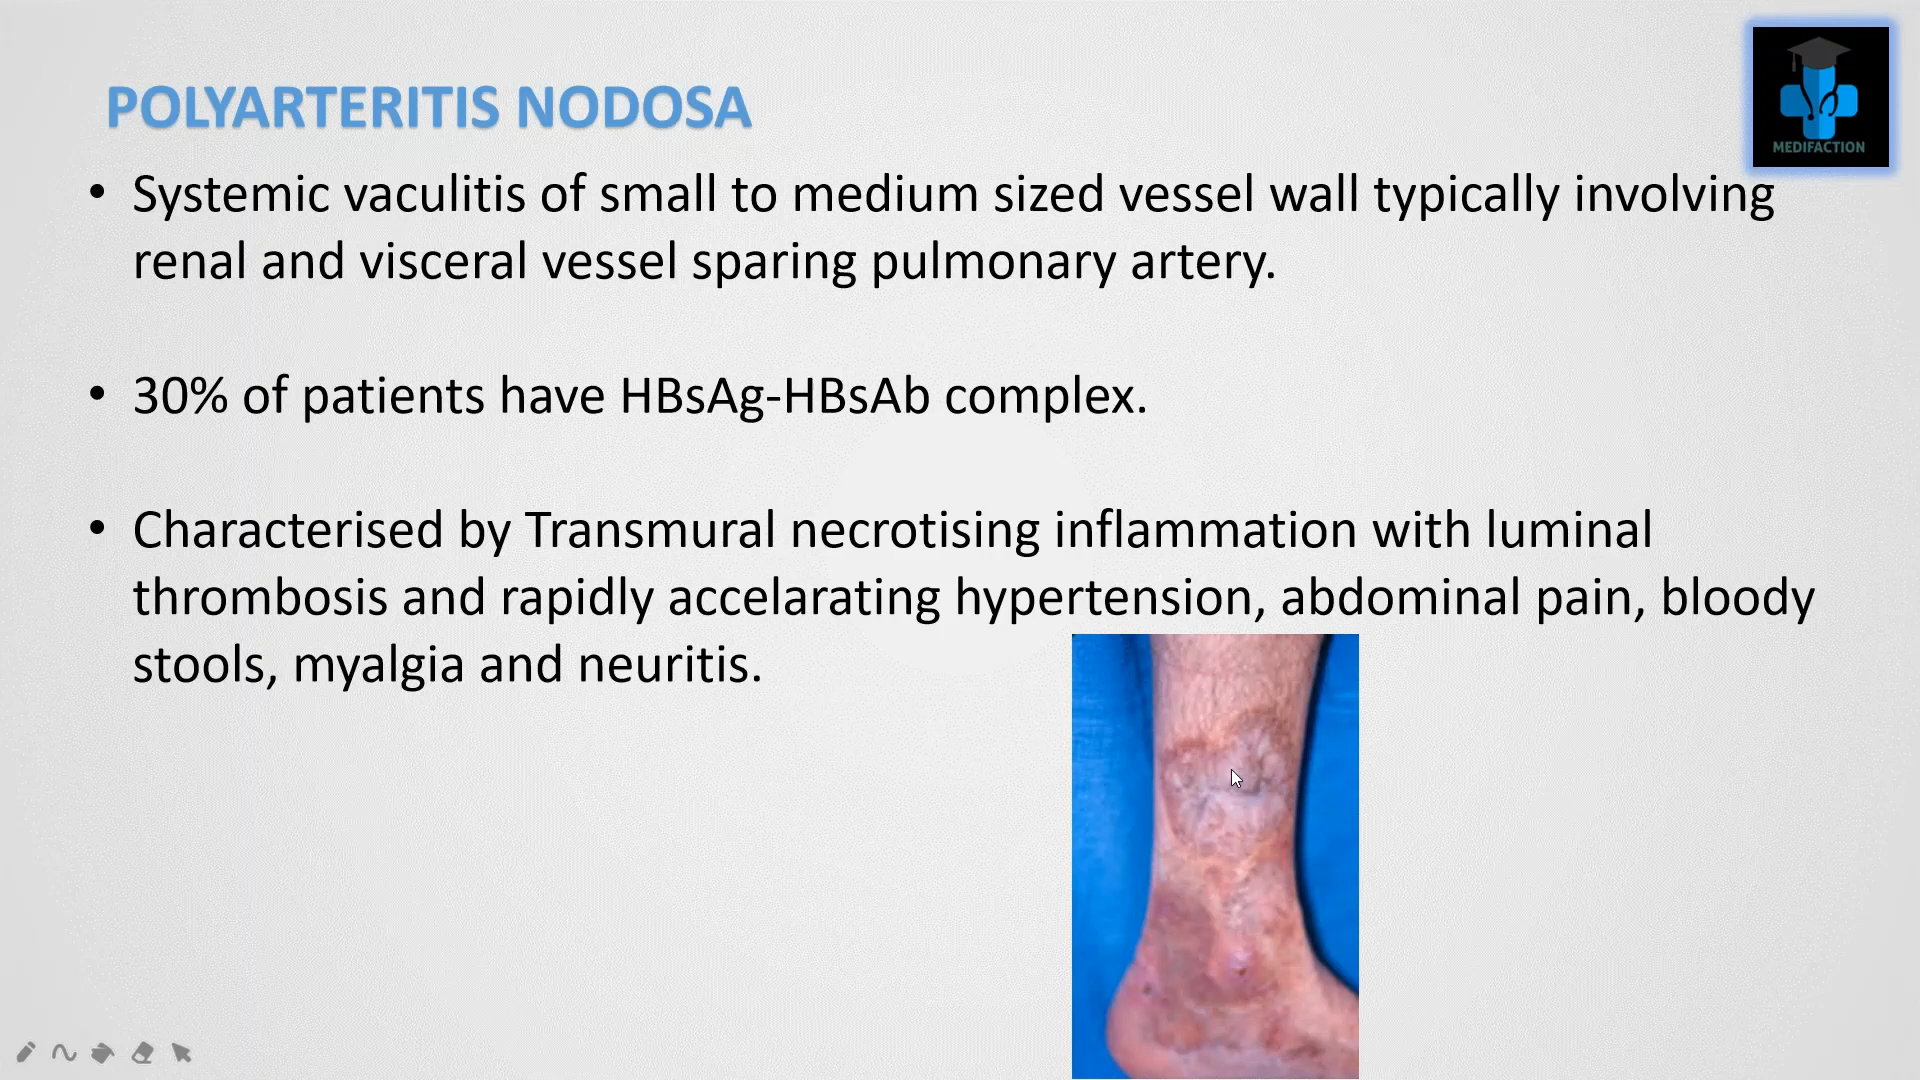 POLYARTERITIS NODOSA
MEDIFACTION
• Systemic vaculitis of small to medium sized vessel wall typically involving
renal and visceral vessel sparing pulmonary artery.
• 30% of patients have HBsAg-HBsAb complex.
• Characterised by Transmural necrotising inflammation with luminal
thrombosis and rapidly accelarating hypertension, abdominal pain, bloody
stools, myalgia and neuritis.